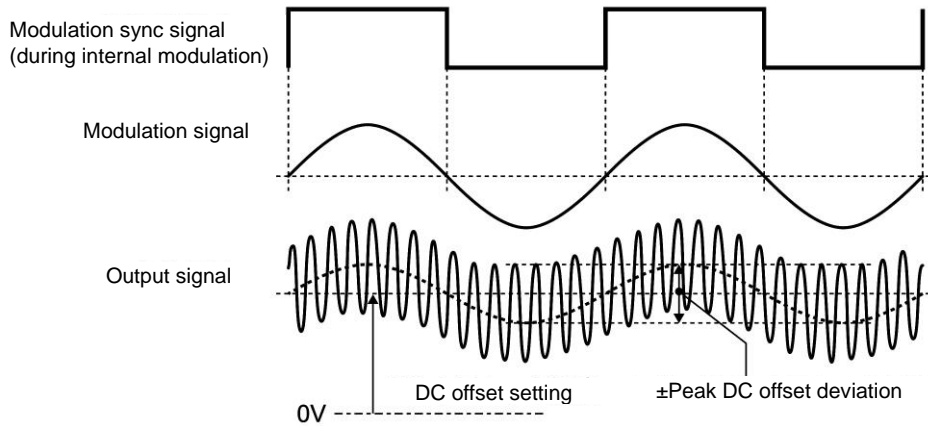 Modulation sync signal
(during internal modulation)
Modulation signal
Output signal
DC offset setting
±Peak DC offset deviation
0V